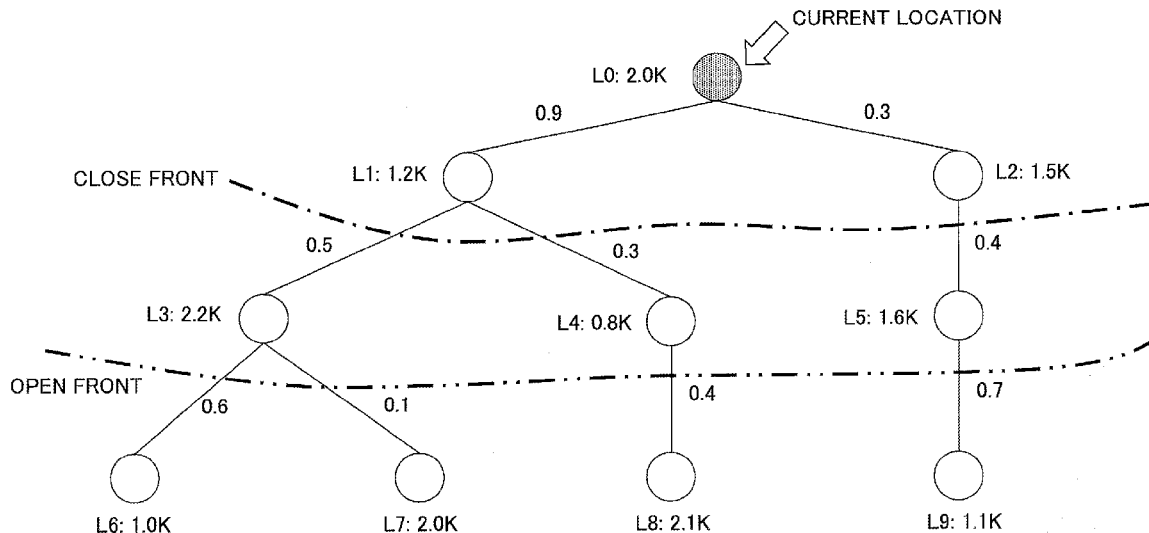 CURRENT LOCATION
L0: 2.0K
0.9
0.3
CLOSE FRONT
L1: 1.2K
L2: 1.5K
0.5
0.3
0.4
L3: 2.2K
L4: 0.8K
L5: 1.6K
OPEN FRONT
0.6
0.1
0.4
0.7
L6: 1.0K
L7: 2.0K
L8: 2.1K
L9: 1.1K